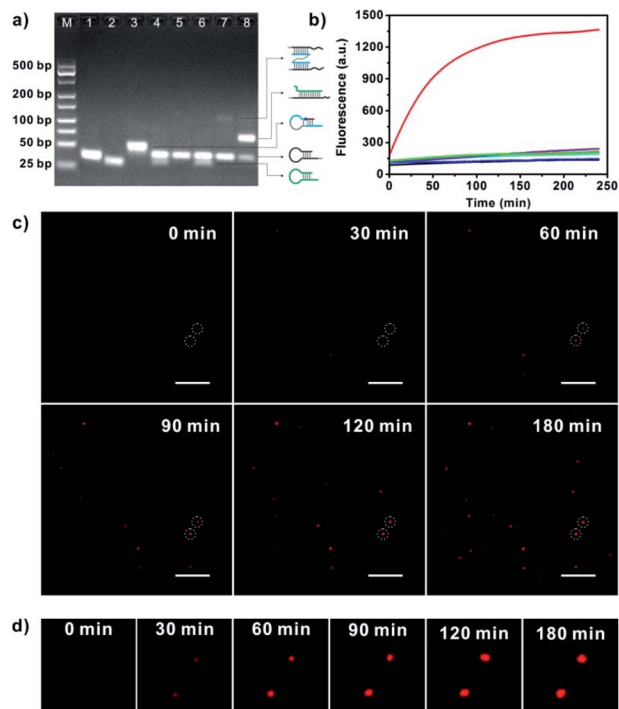 a)
M 1 2 3 4 5 6 7 8
500 bp
200 bp
100 bp
50 bp
25 bp
b)
Fluorescence (a.u.)
1500
1200
900
600
300
0
0 50 100 150 200 250
Time (min)
c)
0 min 30 min 60 min
90 min 120 min 180 min
d)
0 min 30 min 60 min 90 min 120 min 180 min